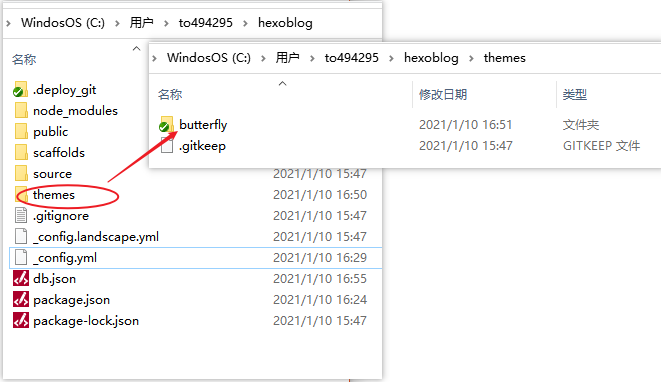 WindosOS (C:) > 用户 > to494295 > hexoblog
名称
.deploy_git
node_modules
public
scaffolds
source 2021/1/10 15:47
themes 2021/1/10 16:50
.gitignore 2021/1/10 15:47
_config.landscape.yml 2021/1/10 15:47
_config.yml 2021/1/10 16:29
db.json 2021/1/10 16:55
package.json 2021/1/10 16:24
package-lock.json 2021/1/10 15:47
WindosOS (C:) > 用户 > to494295 > hexoblog > themes
名称 修改日期 类型
butterfly 2021/1/10 16:51 文件夹
.gitkeep 2021/1/10 15:47 GITKEEP 文件